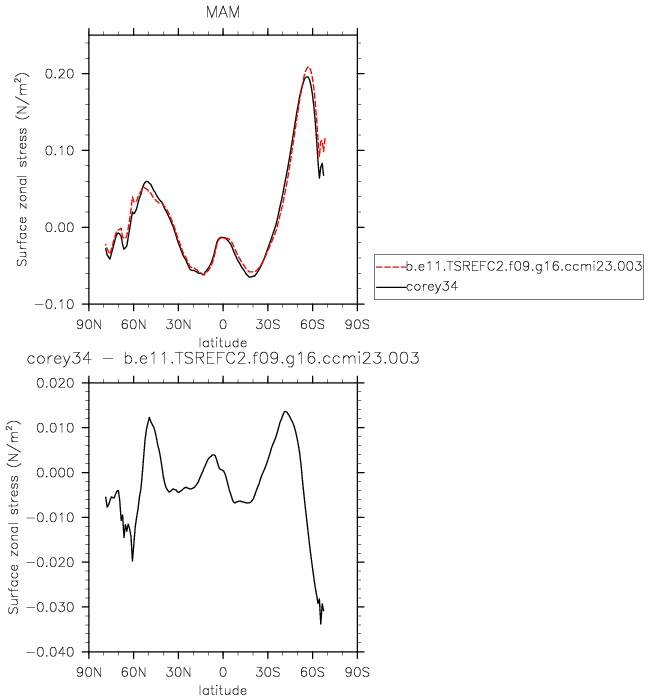 MAM
Surface zonal stress (N/m²)
0.20
0.10
0.00
−0.10
90N 60N 30N 0 30S 60S 90S
latitude
b.e11.TSREFC2.f09.g16.ccmi23.003
corey34
corey34 − b.e11.TSREFC2.f09.g16.ccmi23.003
Surface zonal stress (N/m²)
0.020
0.010
0.000
−0.010
−0.020
−0.030
−0.040
90N 60N 30N 0 30S 60S 90S
latitude